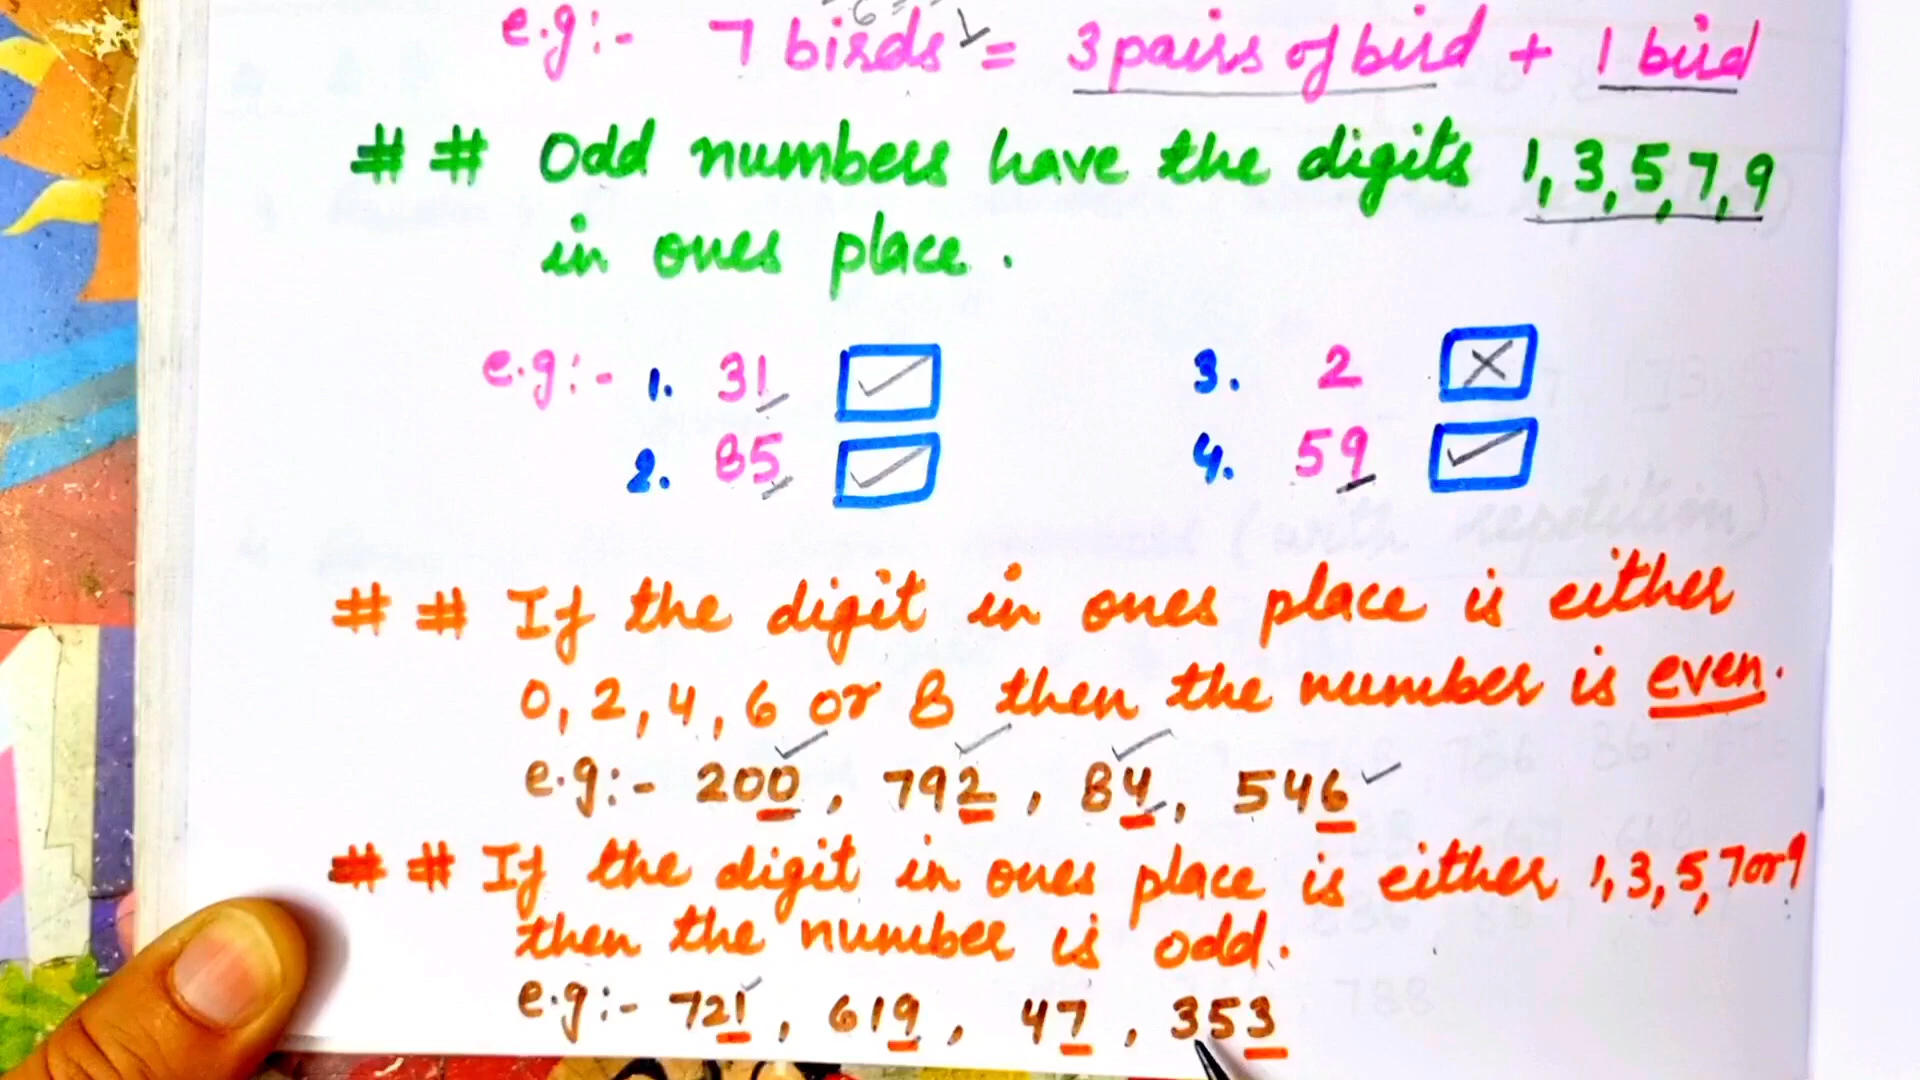 e.g:- 7 birds = 3 pairs of bird + 1 bird
## Odd numbers have the digits 1, 3, 5, 7, 9
in ones place.
e.g:- 1. 31 ✓ 3. 2 ✗
2. 85 ✓ 4. 59 ✓
## If the digit in ones place is either
0, 2, 4, 6 or 8 then the number is even.
e.g:- 200, 792, 84, 546
## If the digit in ones place is either 1, 3, 5, 7 or 9
then the number is odd.
e.g:- 721, 619, 47, 353